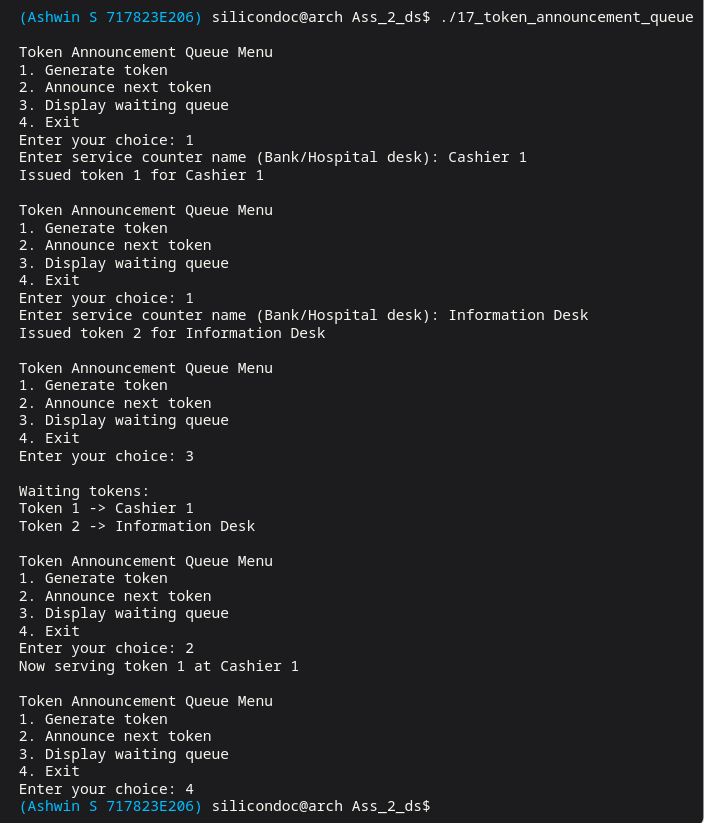 (Ashwin S 717823E206) silicondoc@arch Ass_2_ds$ ./17_token_announcement_queue
Token Announcement Queue Menu
1. Generate token
2. Announce next token
3. Display waiting queue
4. Exit
Enter your choice: 1
Enter service counter name (Bank/Hospital desk): Cashier 1
Issued token 1 for Cashier 1
Token Announcement Queue Menu
1. Generate token
2. Announce next token
3. Display waiting queue
4. Exit
Enter your choice: 1
Enter service counter name (Bank/Hospital desk): Information Desk
Issued token 2 for Information Desk
Token Announcement Queue Menu
1. Generate token
2. Announce next token
3. Display waiting queue
4. Exit
Enter your choice: 3
Waiting tokens:
Token 1 -> Cashier 1
Token 2 -> Information Desk
Token Announcement Queue Menu
1. Generate token
2. Announce next token
3. Display waiting queue
4. Exit
Enter your choice: 2
Now serving token 1 at Cashier 1
Token Announcement Queue Menu
1. Generate token
2. Announce next token
3. Display waiting queue
4. Exit
Enter your choice: 4
(Ashwin S 717823E206) silicondoc@arch Ass_2_ds$